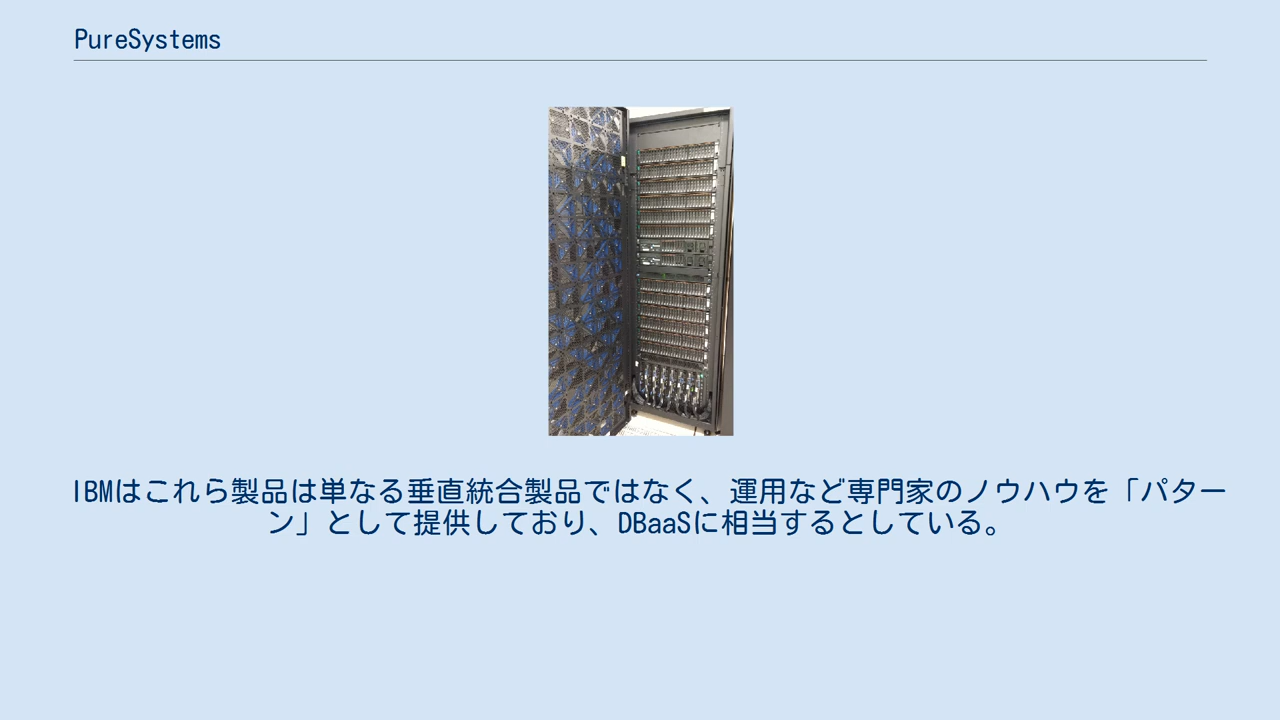 PureSystems
IBMはこれら製品は単なる垂直統合製品ではなく、運用など専門家のノウハウを「パター
ン」として提供しており、DBaaSに相当するとしている。